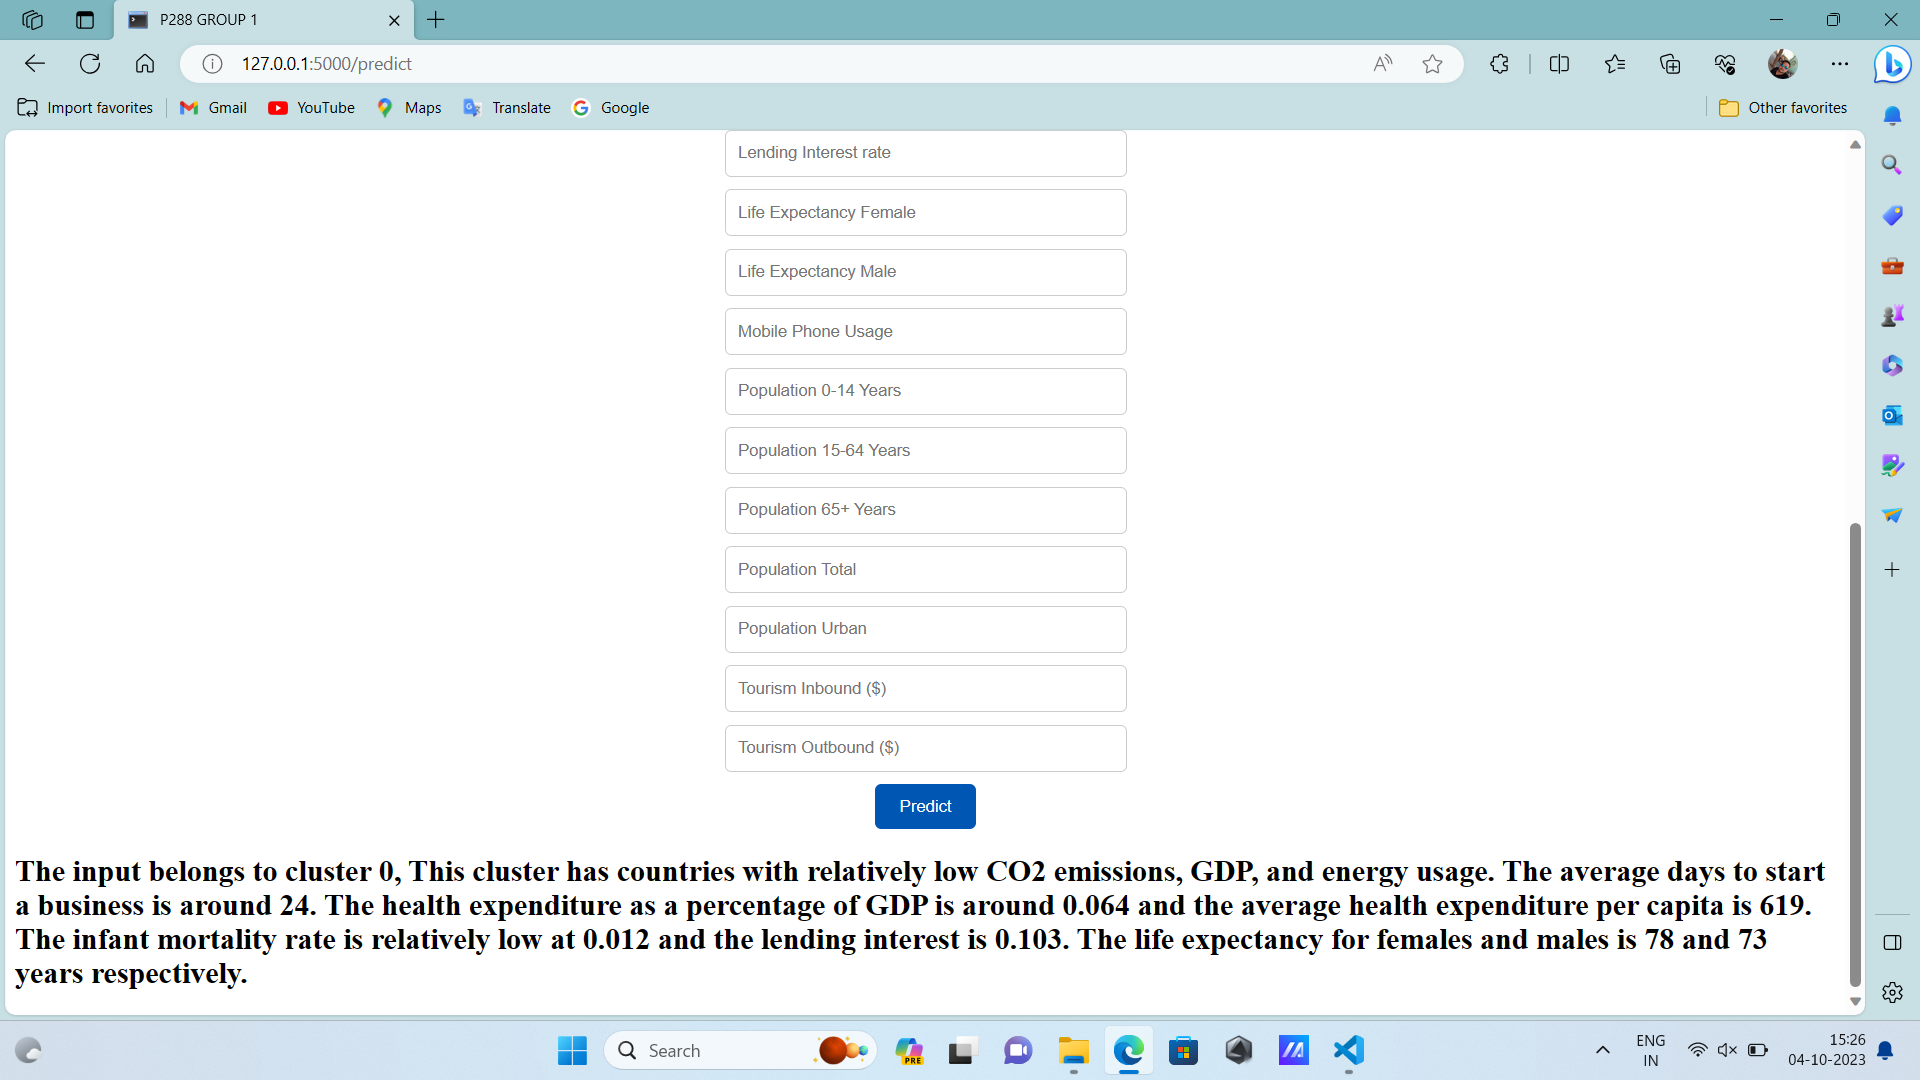 P288 GROUP 1
127.0.0.1:5000/predict
Import favorites
Gmail
YouTube
Maps
Translate
Google
Other favorites
Lending Interest rate
Life Expectancy Female
Life Expectancy Male
Mobile Phone Usage
Population 0-14 Years
Population 15-64 Years
Population 65+ Years
Population Total
Population Urban
Tourism Inbound ($)
Tourism Outbound ($)
Predict
The input belongs to cluster 0, This cluster has countries with relatively low CO2 emissions, GDP, and energy usage. The average days to start
a business is around 24. The health expenditure as a percentage of GDP is around 0.064 and the average health expenditure per capita is 619.
The infant mortality rate is relatively low at 0.012 and the lending interest is 0.103. The life expectancy for females and males is 78 and 73
years respectively.
Search
PRE
ENG
IN
15:26
04-10-2023